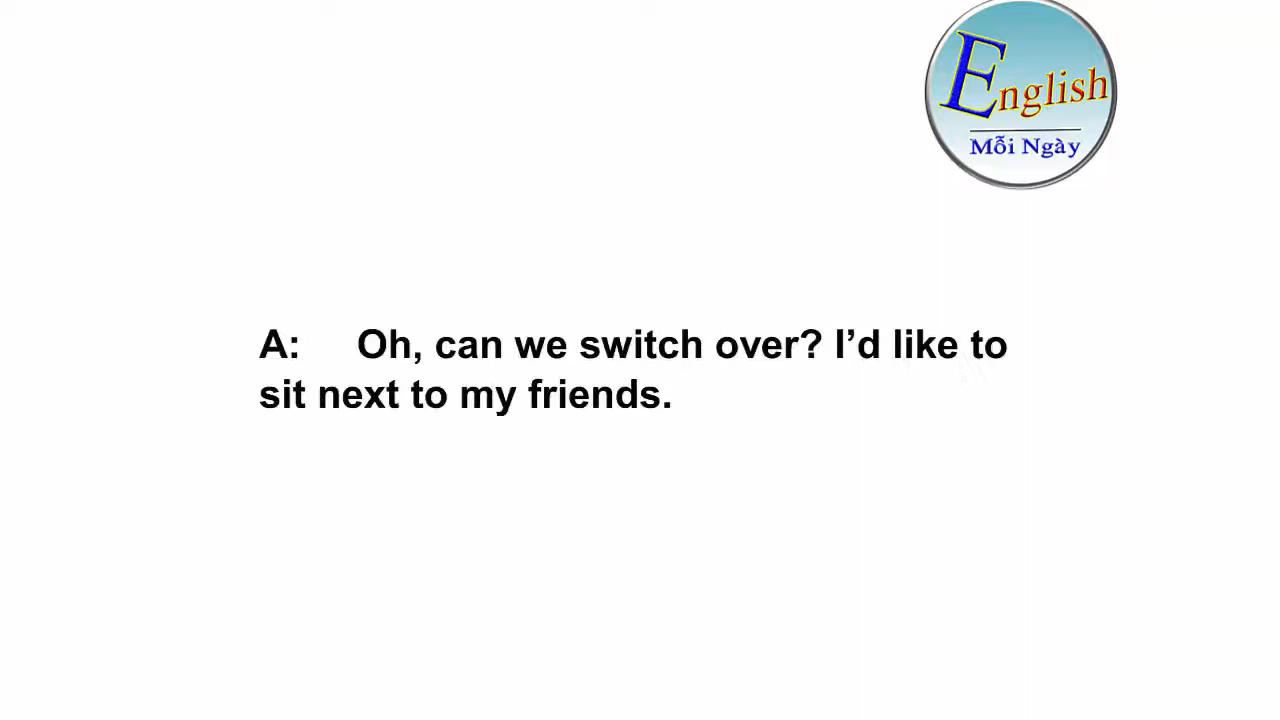 English
Mỗi Ngày
A: Oh, can we switch over? I’d like to
sit next to my friends.